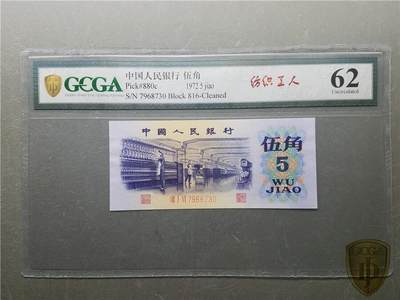 GCGA
中国人民银行 伍角
Pick#880c 1972 5 jiao
S/N 7968730 Block 816-Cleaned
纺织工人
62
中國人民銀行
伍角
5
WU
JIAO
7968730
GCGA